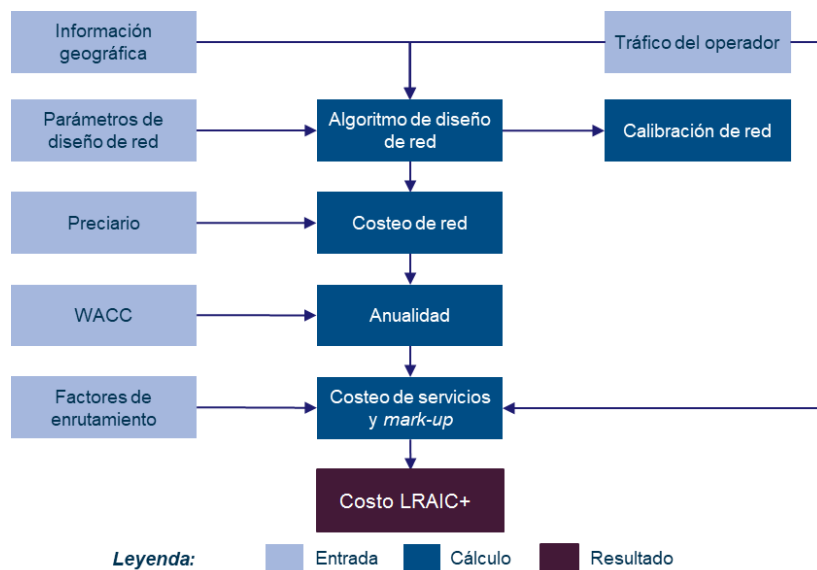 Información
geográfica
Tráfico del operador
Parámetros de
diseño de red
Algoritmo de diseño
de red
Calibración de red
Preciario
Costeo de red
WACC
Anualidad
Factores de
enrutamiento
Costeo de servicios
y mark-up
Costo LRAIC+
Leyenda:
Entrada
Cálculo
Resultado